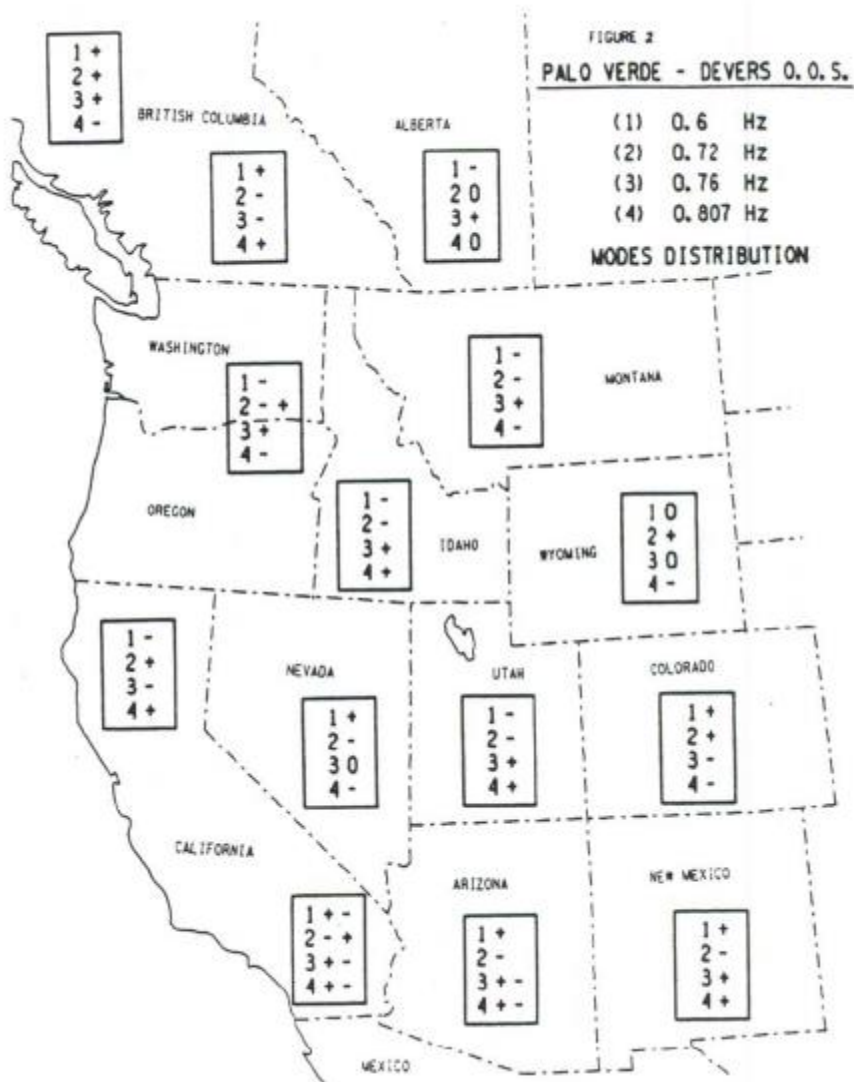 FIGURE 2
PALO VERDE - DEVERS O.O.S.
(1) 0.6 Hz
(2) 0.72 Hz
(3) 0.76 Hz
(4) 0.807 Hz
MODES DISTRIBUTION
1 +
2 +
3 +
4 -
BRITISH COLUMBIA
1 +
2 -
3 -
4 +
ALBERTA
1 -
2 0
3 +
4 0
WASHINGTON
1 -
2 - +
3 +
4 -
MONTANA
1 -
2 -
3 +
4 -
OREGON
IDAHO
1 -
2 -
3 +
4 +
WYOMING
1 0
2 +
3 0
4 -
1 -
2 +
3 -
4 +
NEVADA
1 +
2 -
3 0
4 -
UTAH
1 -
2 -
3 +
4 +
COLORADO
1 +
2 +
3 -
4 -
CALIFORNIA
1 + -
2 - +
3 + -
4 + -
ARIZONA
1 +
2 -
3 + -
4 + -
NEW MEXICO
1 +
2 -
3 +
4 +
MEXICO